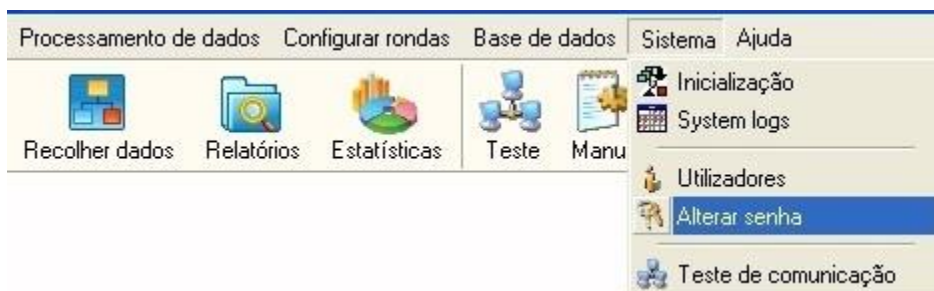 Processamento de dados Configurar rondas Base de dados Sistema Ajuda
Recolher dados Relatórios Estatísticas Teste Manu
Inicialização
System logs
Utilizadores
Alterar senha
Teste de comunicação